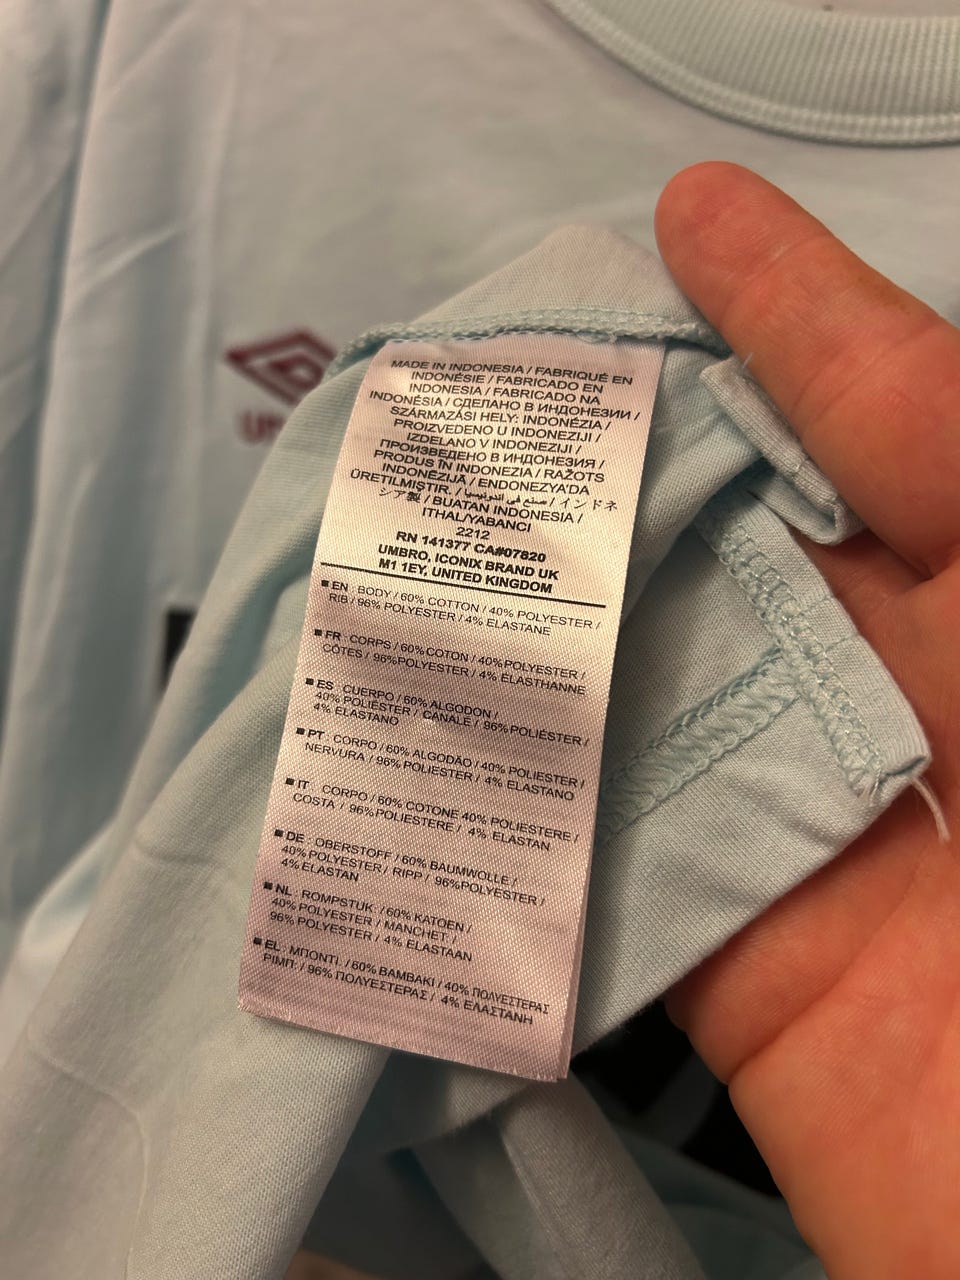 UM
MADE IN INDONESIA / FABRIQUÉ EN
INDONÉSIE / FABRICADO EN
INDONESIA / FABRICADO NA
INDONÉSIA / СДЕЛАНО В ИНДОНЕЗИИ /
SZÁRMAZÁSI HELY: INDONÉZIA /
PROIZVEDENO U INDONEZIJI /
IZDELANO V INDONEZIJI /
ПРОИЗВЕДЕНО В ИНДОНЕЗИЯ /
PRODUS ÎN INDONEZIA / RAŽOTS
INDONĒZIJA / ENDONEZYA'DA
ÜRETILMIŞTIR. / صنع في اندونيسيا / インドネ
シア製 / BUATAN INDONESIA /
ITHAL/YABANCI
2212
RN 141377 CA#07820
UMBRO, ICONIX BRAND UK
M1 1EY, UNITED KINGDOM
■ EN : BODY / 60% COTTON / 40% POLYESTER /
RIB / 96% POLYESTER / 4% ELASTANE
■ FR : CORPS / 60% COTON / 40% POLYESTER /
CÔTES / 96%POLYESTER / 4% ÉLASTHANNE
■ ES : CUERPO / 60% ALGODON /
40% POLIÉSTER / CANALÉ / 96% POLIÉSTER /
4% ELASTANO
■ PT : CORPO / 60% ALGODÃO / 40% POLIESTER /
NERVURA / 96% POLIESTER / 4% ELASTANO
■ IT : CORPO / 60% COTONE 40% POLIESTERE /
COSTA / 96%POLIESTERE / 4% ELASTAN
■ DE : OBERSTOFF / 60% BAUMWOLLE /
40% POLYESTER / RIPP / 96%POLYESTER /
4% ELASTAN
■ NL : ROMPSTUK: / 60% KATOEN /
40% POLYESTER / MANCHET: /
96% POLYESTER / 4% ELASTAAN
■ EL : ΜΠΟΝΤΙ. / 60% ΒΑΜΒΑΚΙ / 40% ΠΟΛΥΕΣΤΕΡΑΣ
ΡΙΜΠ: / 96% ΠΟΛΥΕΣΤΕΡΑΣ / 4% ΕΛΑΣΤΑΝΗ